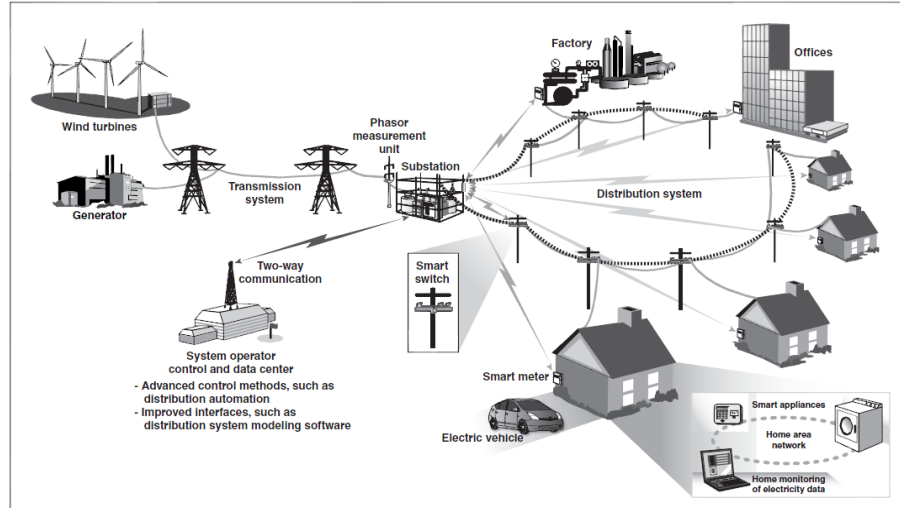 Wind turbines
Generator
Transmission
system
Phasor
measurement
unit
Substation
Factory
Offices
Distribution system
Two-way
communication
System operator
control and data center
- Advanced control methods, such as
distribution automation
- Improved interfaces, such as
distribution system modeling software
Smart
switch
Smart meter
Electric vehicle
Smart appliances
Home area
network
Home monitoring
of electricity data